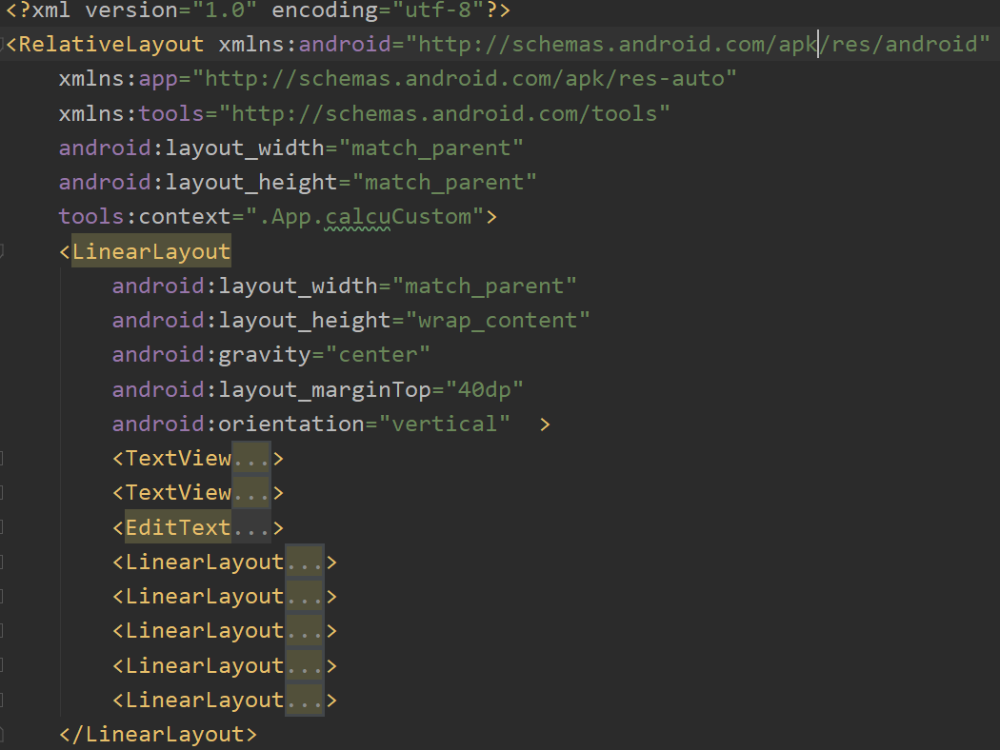 <?xml version="1.0" encoding="utf-8"?>
<RelativeLayout xmlns:android="http://schemas.android.com/apk/res/android"
    xmlns:app="http://schemas.android.com/apk/res-auto"
    xmlns:tools="http://schemas.android.com/tools"
    android:layout_width="match_parent"
    android:layout_height="match_parent"
    tools:context=".App.calcuCustom">
    <LinearLayout
        android:layout_width="match_parent"
        android:layout_height="wrap_content"
        android:gravity="center"
        android:layout_marginTop="40dp"
        android:orientation="vertical"  >
        <TextView...>
        <TextView...>
        <EditText...>
        <LinearLayout...>
        <LinearLayout...>
        <LinearLayout...>
        <LinearLayout...>
        <LinearLayout...>
    </LinearLayout>